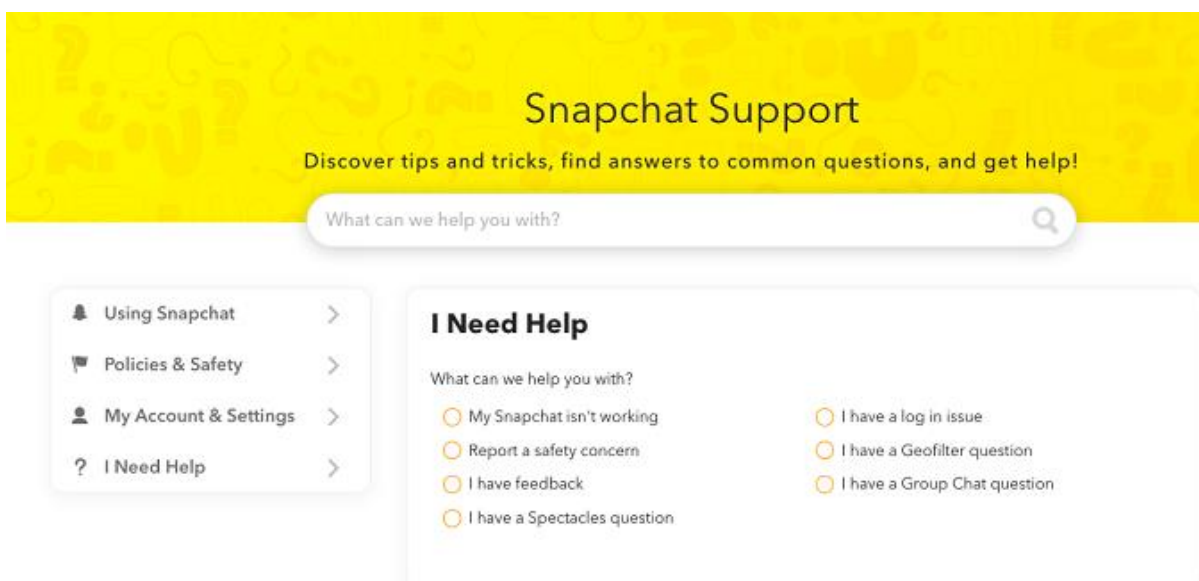 Snapchat Support
Discover tips and tricks, find answers to common questions, and get help!
What can we help you with?
Using Snapchat
Policies & Safety
My Account & Settings
? I Need Help
I Need Help
What can we help you with?
My Snapchat isn't working
Report a safety concern
I have feedback
I have a Spectacles question
I have a log in issue
I have a Geofilter question
I have a Group Chat question